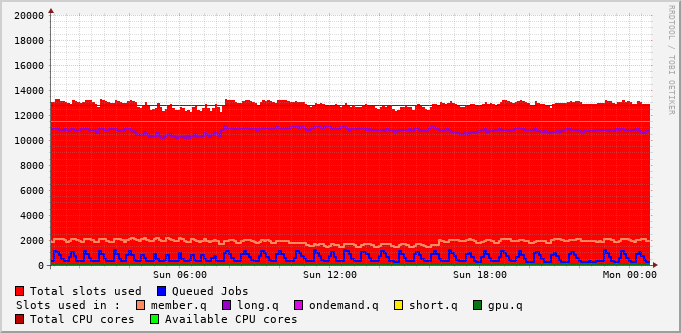 20000
18000
16000
14000
12000
10000
8000
6000
4000
2000
0
Sun 06:00 Sun 12:00 Sun 18:00 Mon 00:00
RRDTOOL / TOBI OETIKER
Total slots used Queued Jobs
Slots used in : member.q long.q ondemand.q short.q gpu.q
Total CPU cores Available CPU cores